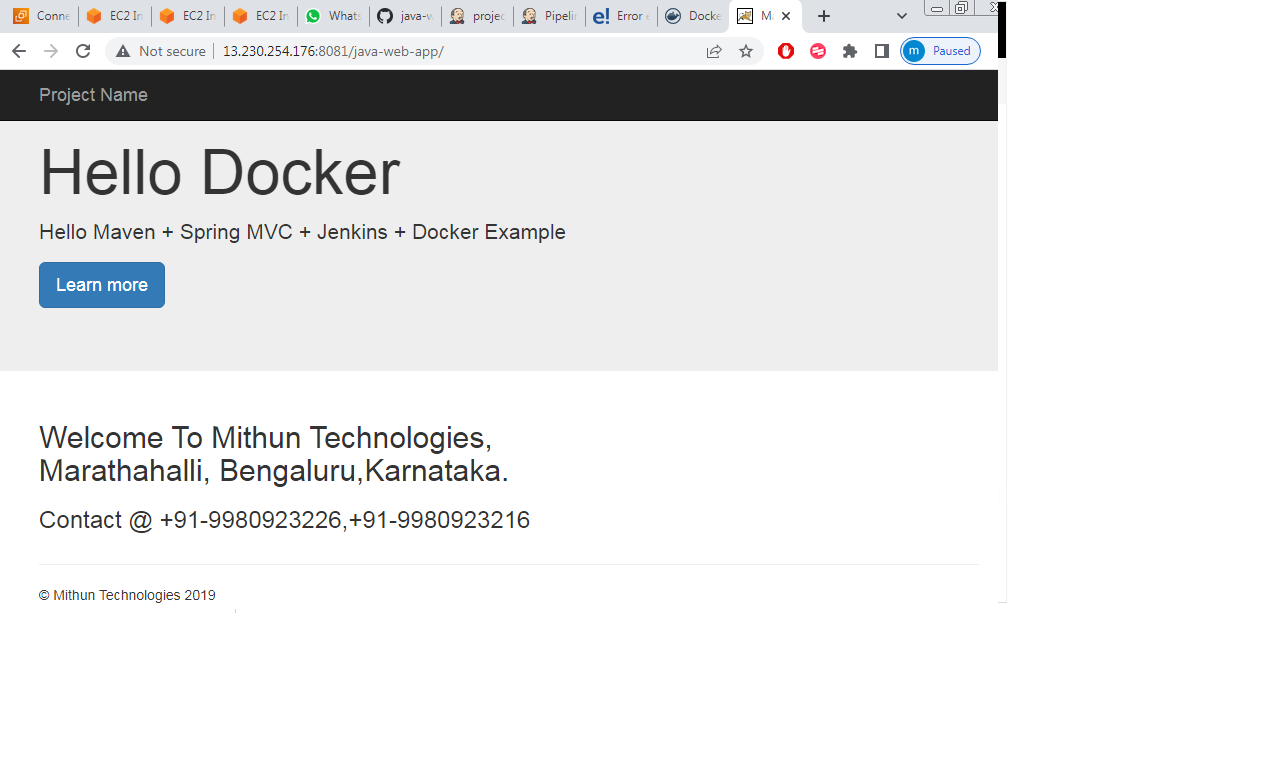 Conne
EC2 In
EC2 In
EC2 In
Whats
java-w
projec
Pipelin
e! Error e
Docke
Ma
Not secure
13.230.254.176:8081/java-web-app/
m
Paused
Project Name
Hello Docker
Hello Maven + Spring MVC + Jenkins + Docker Example
Learn more
Welcome To Mithun Technologies,
Marathahalli, Bengaluru,Karnataka.
Contact @ +91-9980923226,+91-9980923216
© Mithun Technologies 2019